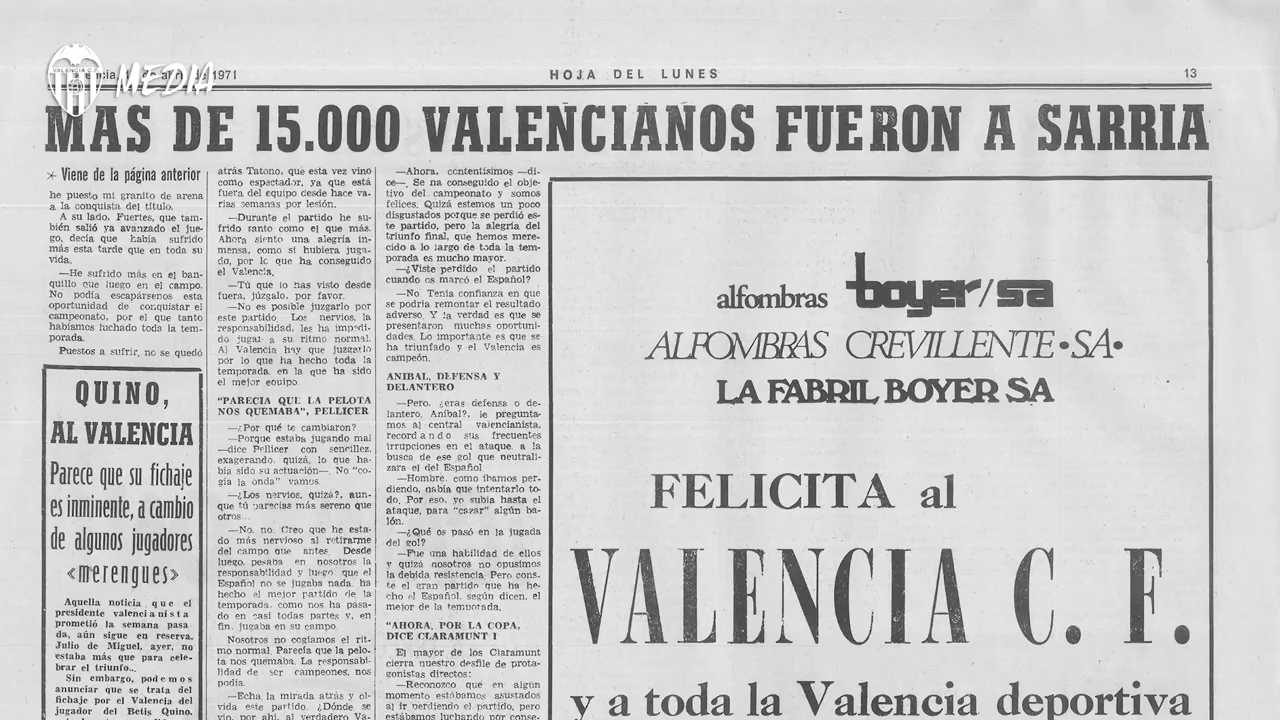 VALENCIA C.F.
MEDIA
de 1971
HOJA DEL LUNES
13
MAS DE 15.000 VALENCIANOS FUERON A SARRIA
Viene de la página anterior
he puesto mi granito de arena
a la conquista del título.
A su lado, Fuertes, que tam-
bién salió ya avanzado el jue-
go, decía que había sufrido
más esta tarde que en toda su
vida.
—He sufrido más en el ban-
quillo que luego en el campo.
No podía escapársenos está
oportunidad de conquistar el
campeonato, por el que tanto
habíamos luchado toda la tem-
porada.
Puestos a sufrir, no se quedó
QUINO,
AL VALENCIA
Parece que su fichaje
es inminente, a cambio
de algunos jugadores
«merengues»
Aquella noticia que el
presidente valencianista
prometió la semana pasa-
da, aún sigue en reserva.
Julio de Miguel, ayer, no
estaba más que para cele-
brar el triunfo...
Sin embargo, podemos
anunciar que se trata del
fichaje por el Valencia del
jugador del Betis Quino,
atrás Tatono, que esta vez vino
como espectador, ya que está
fuera del equipo desde hace va-
rias semanas por lesión.
—Durante el partido he su-
frido tanto como el que más.
Ahora siento una alegría in-
mensa, como si hubiera juga-
do, por lo que ha conseguido
el Valencia.
—Tú que lo has visto desde
fuera, júzgalo, por favor.
—No es posible juzgarlo por
este partido. Los nervios, la
responsabilidad, les ha impedi-
do jugar a su ritmo normal.
Al Valencia hay que juzgarlo
por lo que ha hecho toda la
temporada, en la que ha sido
el mejor equipo.
"PARECIA QUE LA PELOTA
NOS QUEMABA", PELLICER
—¿Por qué te cambiaron?
—Porque estaba jugando mal
—dice Pellicer con sencillez,
exagerando, quizá, lo que ha-
bía sido su actuación—. No "co-
gía la onda" vamos.
—¿Los nervios, quizá?, aun-
que tú parecías más sereno que
otros...
—No, no. Creo que he esta-
do más nervioso al retirarme
del campo que antes. Desde
luego, pesaba en nosotros la
responsabilidad y luego que el
Español no se jugaba nada, ha
hecho el mejor partido de la
temporada, como nos ha pasa-
do en casi todas partes y, en
fin, jugaba en su campo.
Nosotros no cogíamos el rit-
mo normal. Parecía que la pelo-
ta nos quemaba. La responsabi-
lidad de ser campeones, nos
podía.
—Echa la mirada atrás y ol-
vida este partido. ¿Dónde se
vio, por ahí, al verdadero Va-
—Ahora, contentísimos —di-
ce—. Se ha conseguido el obje-
tivo del campeonato y somos
felices. Quizá estemos un poco
disgustados porque se perdió es-
te partido, pero la alegría del
triunfo final, que hemos mere-
cido a lo largo de toda la tem-
porada es mucho mayor.
—¿Viste perdido el partido
cuando os marcó el Español?
—No. Tenía confianza en que
se podría remontar el resultado
adverso. Y la verdad es que se
presentaron muchas oportuni-
dades. Lo importante es que se
ha triunfado y el Valencia es
campeón.
ANIBAL, DEFENSA Y
DELANTERO
—Pero, ¿eras defensa o de-
lantero, Aníbal?, le pregunta-
mos al central valencianista,
recordando sus frecuentes
irrupciones en el ataque, a la
busca de ese gol que neutrali-
zara el del Español.
—Hombre, como íbamos per-
diendo, había que intentarlo to-
do. Por eso, yo subía hasta el
ataque, para "cazar" algún ba-
lón.
—¿Qué os pasó en la jugada
del gol?
—Fue una habilidad de ellos
y quizá nosotros no opusimos
la debida resistencia. Pero cons-
te el gran partido que ha he-
cho el Español, según dicen, el
mejor de la temporada.
"AHORA, POR LA COPA,
DICE CLARAMUNT I
El mayor de los Claramunt
cierra nuestro desfile de prota-
gonistas directos:
—Reconozco que en algún
momento estábamos asustados
al ir perdiendo el partido, pero
estábamos luchando por conse-
alfombras boyer/sa
ALFOMBRAS CREVILLENTE•SA•
LA FABRIL BOYER SA
FELICITA al
VALENCIA C. F.
y a toda la Valencia deportiva